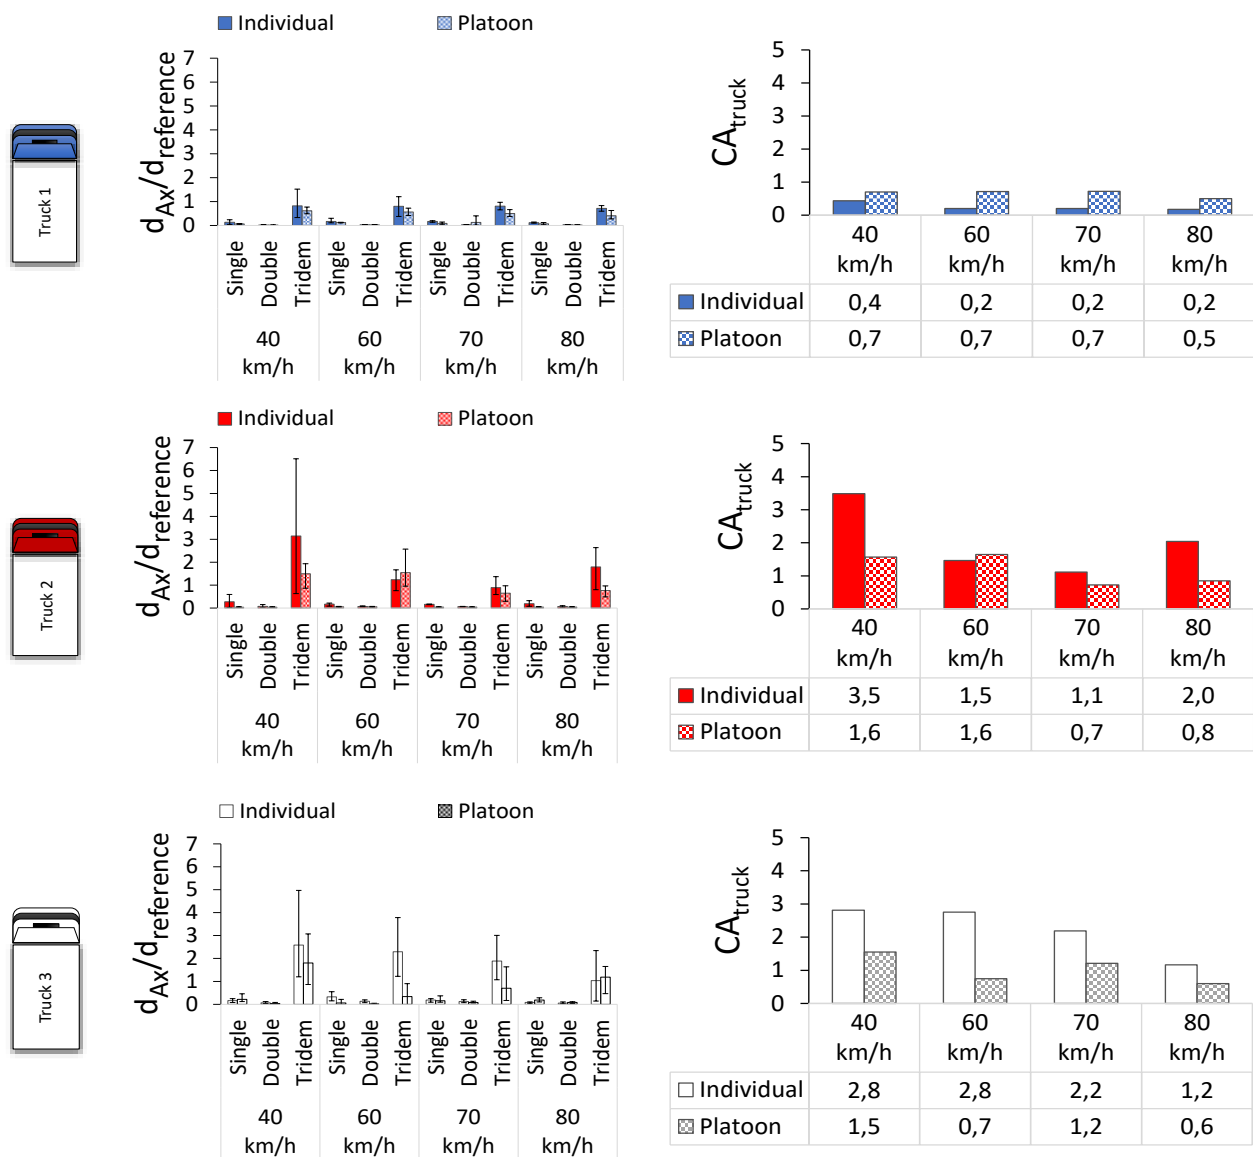 Individual Platoon
7
6
5
4
3
2
1
0
dAx/dreference
Single Double Tridem Single Double Tridem Single Double Tridem Single Double Tridem
40 60 70 80
km/h km/h km/h km/h
Truck 1
5
4
3
2
1
0
CAtruck
40 60 70 80
km/h km/h km/h km/h
Individual 0,4 0,2 0,2 0,2
Platoon 0,7 0,7 0,7 0,5
Individual Platoon
7
6
5
4
3
2
1
0
dAx/dreference
Single Double Tridem Single Double Tridem Single Double Tridem Single Double Tridem
40 60 70 80
km/h km/h km/h km/h
Truck 2
5
4
3
2
1
0
CAtruck
40 60 70 80
km/h km/h km/h km/h
Individual 3,5 1,5 1,1 2,0
Platoon 1,6 1,6 0,7 0,8
Individual Platoon
7
6
5
4
3
2
1
0
dAx/dreference
Single Double Tridem Single Double Tridem Single Double Tridem Single Double Tridem
40 60 70 80
km/h km/h km/h km/h
Truck 3
5
4
3
2
1
0
CAtruck
40 60 70 80
km/h km/h km/h km/h
Individual 2,8 2,8 2,2 1,2
Platoon 1,5 0,7 1,2 0,6